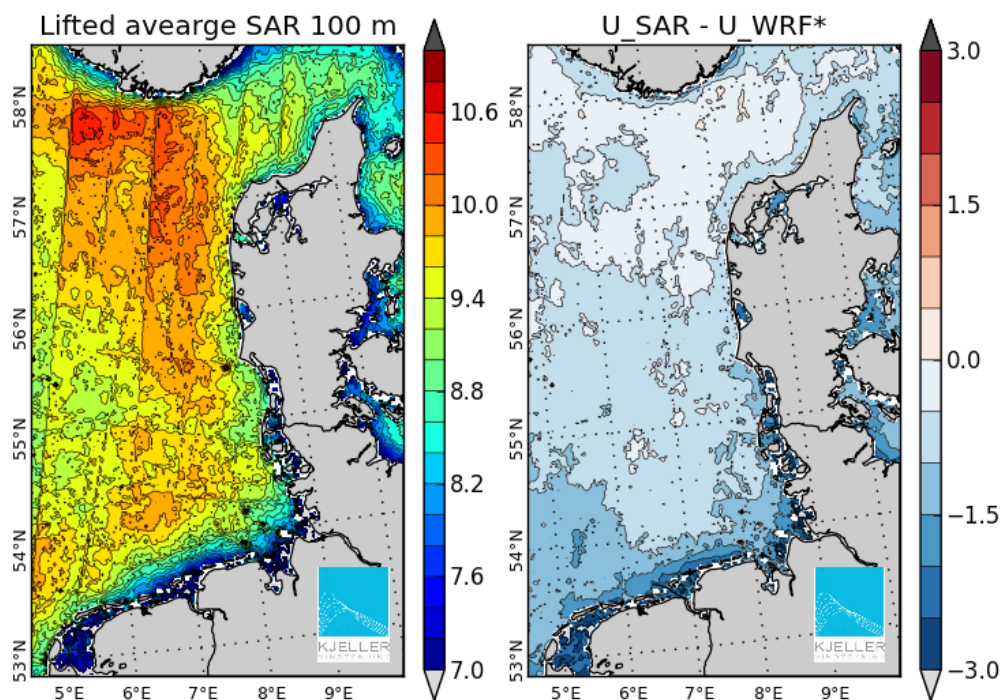 Lifted avearge SAR 100 m
58°N
57°N
56°N
55°N
54°N
53°N
5°E
6°E
7°E
8°E
9°E
10.6
10.0
9.4
8.8
8.2
7.6
7.0
KJELLER
U_SAR - U_WRF*
58°N
57°N
56°N
55°N
54°N
53°N
5°E
6°E
7°E
8°E
9°E
3.0
1.5
0.0
−1.5
−3.0
KJELLER